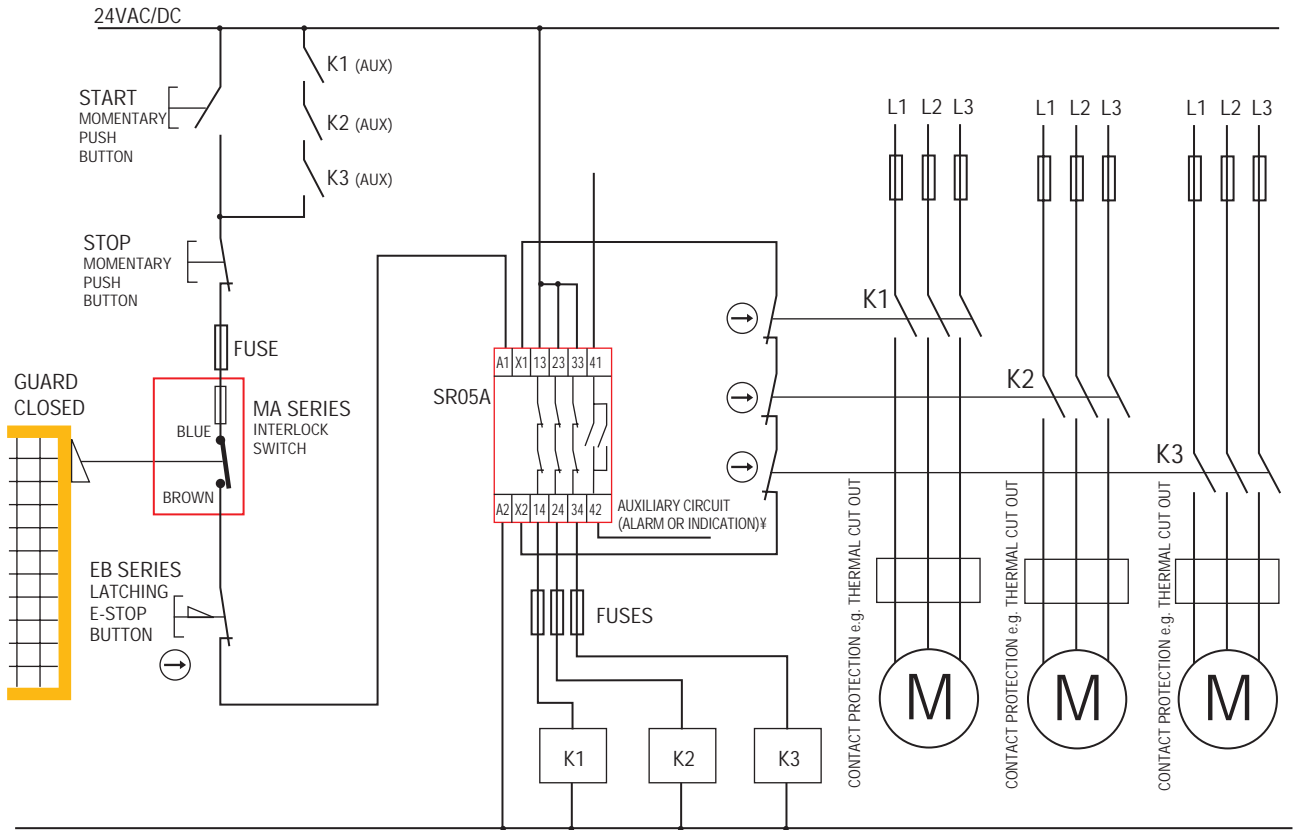 24VAC/DC
K1 (AUX)
START
MOMENTARY
PUSH
BUTTON
K2 (AUX)
K3 (AUX)
L1 L2 L3
L1 L2 L3
L1 L2 L3
STOP
MOMENTARY
PUSH
BUTTON
FUSE
K1
GUARD
CLOSED
MA SERIES
INTERLOCK
SWITCH
BLUE
BROWN
SR05A
A1 X1 13 23 33 41
K2
K3
A2 X2 14 24 34 42
AUXILIARY CIRCUIT
(ALARM OR INDICATION)¥
EB SERIES
LATCHING
E-STOP
BUTTON
FUSES
CONTACT PROTECTION e.g. THERMAL CUT OUT
CONTACT PROTECTION e.g. THERMAL CUT OUT
CONTACT PROTECTION e.g. THERMAL CUT OUT
M
M
M
K1
K2
K3